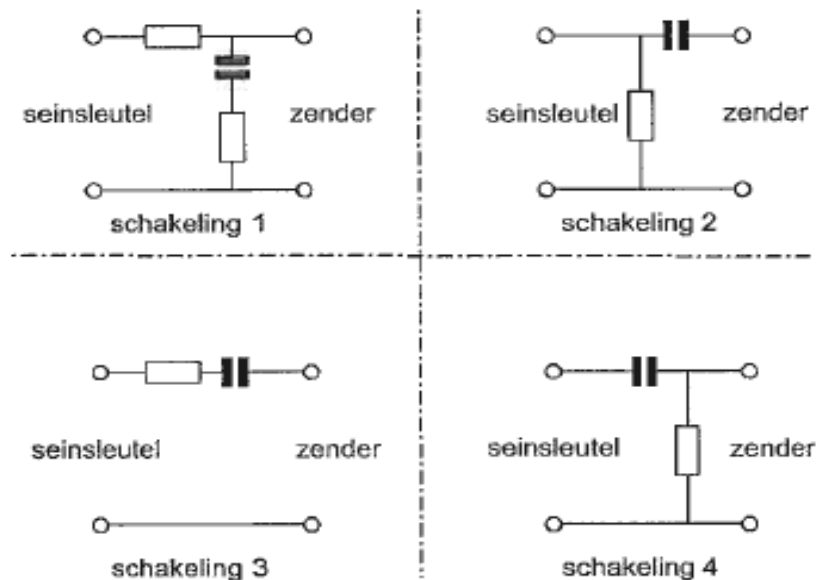 seinsleutel zender
schakeling 1
seinsleutel zender
schakeling 2
seinsleutel zender
schakeling 3
seinsleutel zender
schakeling 4